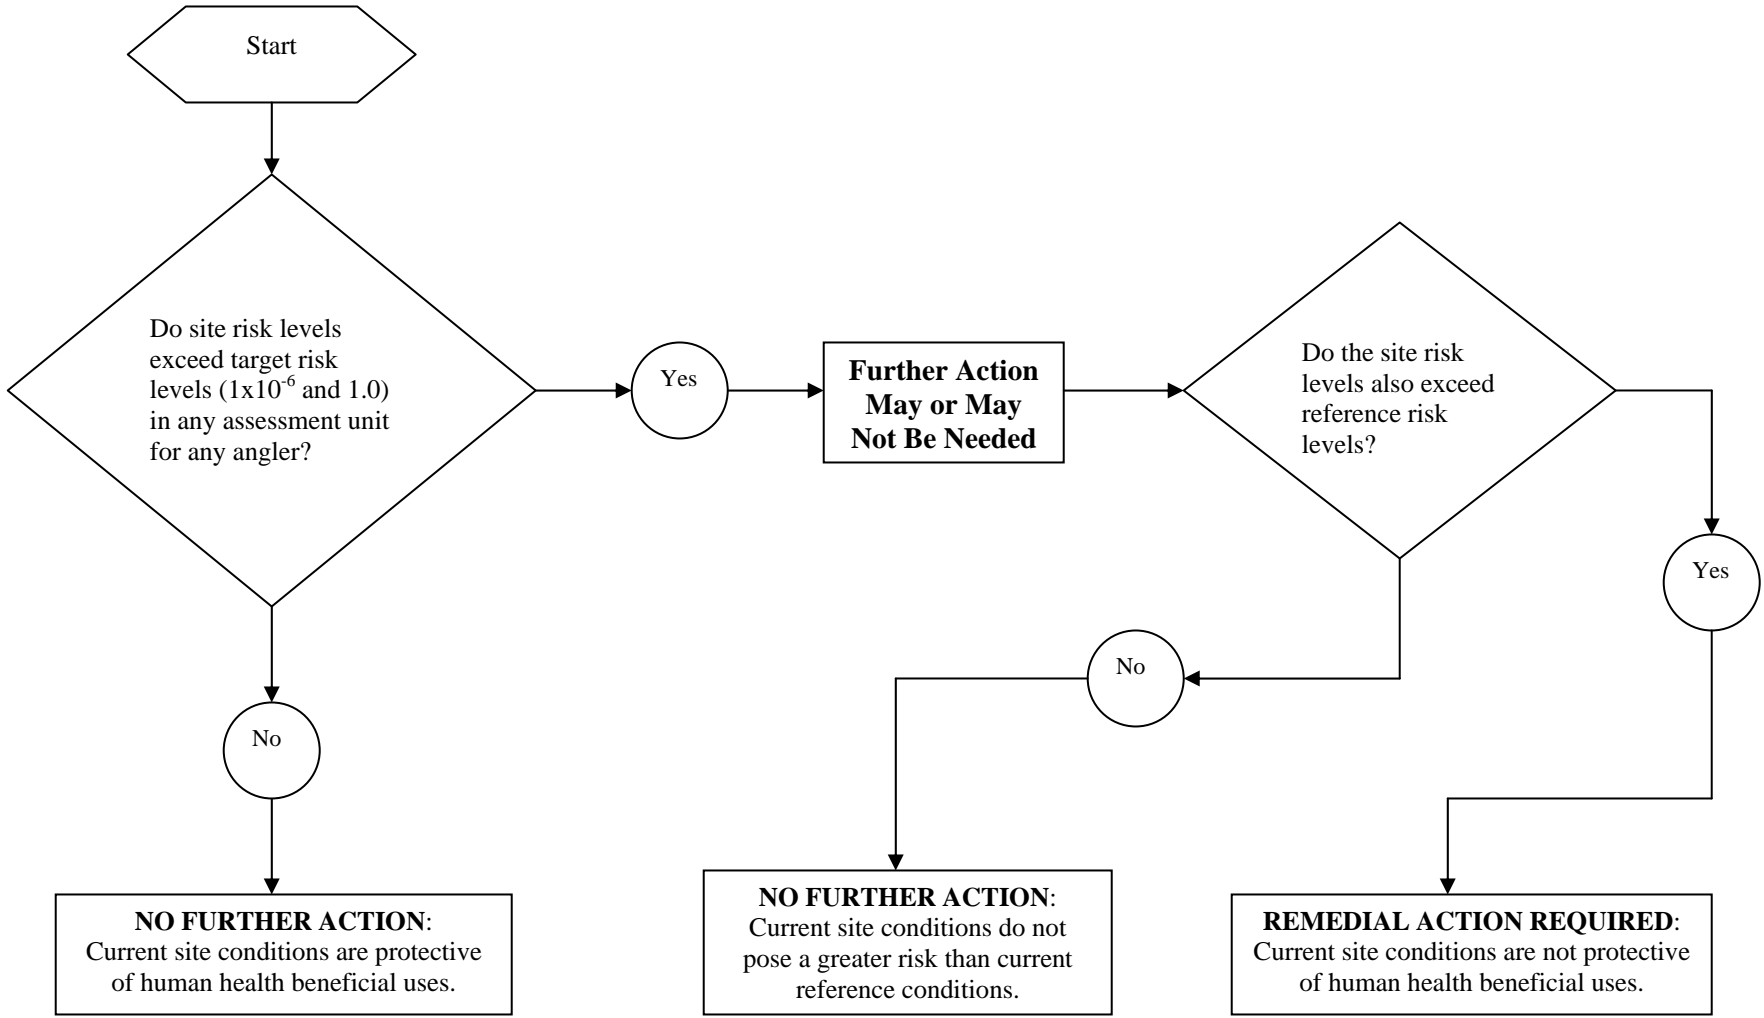 Start
Do site risk levels
exceed target risk
levels (1x10⁻⁶ and 1.0)
in any assessment unit
for any angler?
Yes
Further Action
May or May
Not Be Needed
Do the site risk
levels also exceed
reference risk
levels?
Yes
No
No
NO FURTHER ACTION:
Current site conditions are protective
of human health beneficial uses.
NO FURTHER ACTION:
Current site conditions do not
pose a greater risk than current
reference conditions.
REMEDIAL ACTION REQUIRED:
Current site conditions are not protective
of human health beneficial uses.